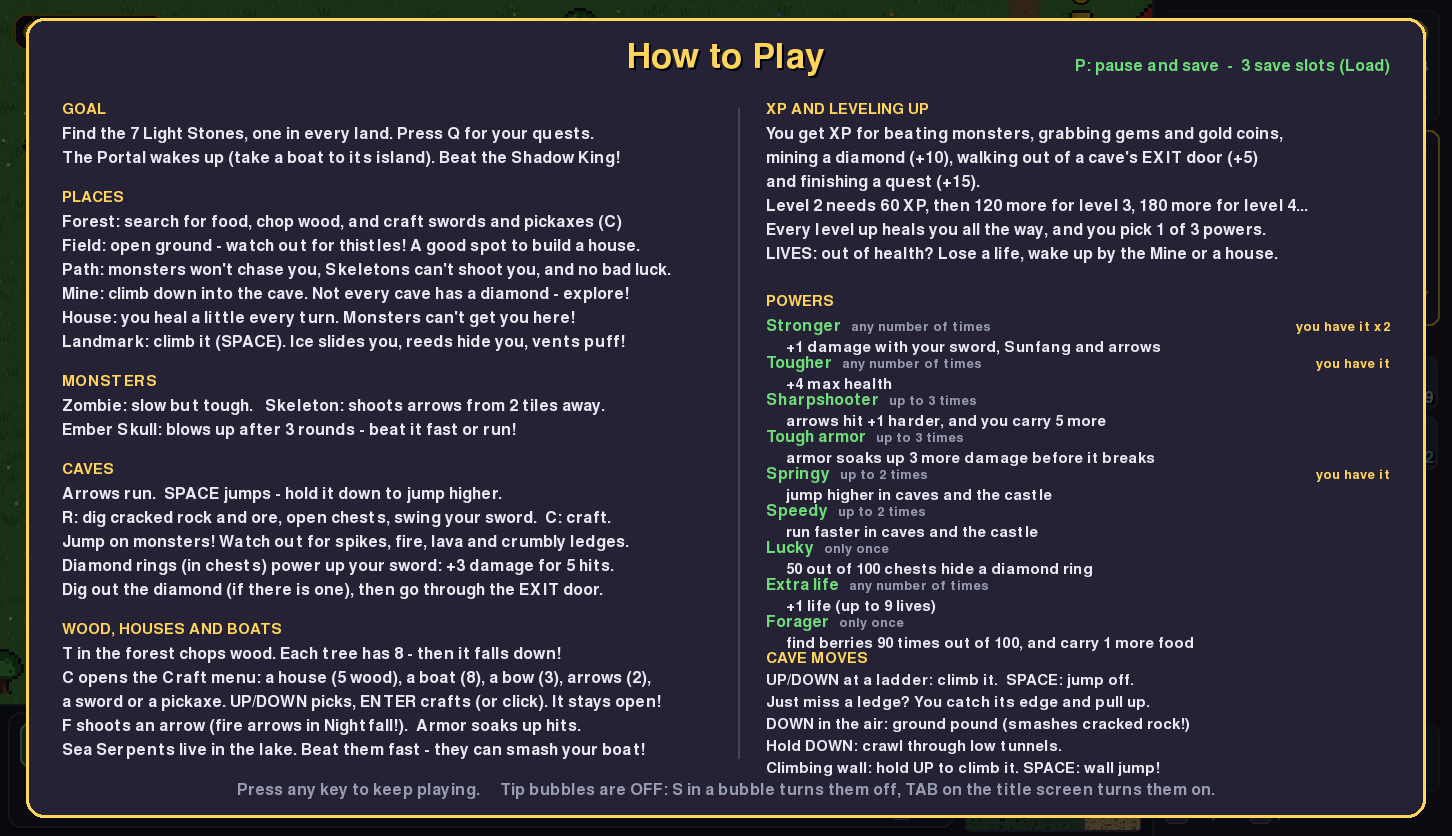 How to Play
P: pause and save - 3 save slots (Load)
GOAL
Find the 7 Light Stones, one in every land. Press Q for your quests.
The Portal wakes up (take a boat to its island). Beat the Shadow King!
PLACES
Forest: search for food, chop wood, and craft swords and pickaxes (C)
Field: open ground - watch out for thistles! A good spot to build a house.
Path: monsters won't chase you, Skeletons can't shoot you, and no bad luck.
Mine: climb down into the cave. Not every cave has a diamond - explore!
House: you heal a little every turn. Monsters can't get you here!
Landmark: climb it (SPACE). Ice slides you, reeds hide you, vents puff!
MONSTERS
Zombie: slow but tough. Skeleton: shoots arrows from 2 tiles away.
Ember Skull: blows up after 3 rounds - beat it fast or run!
CAVES
Arrows run. SPACE jumps - hold it down to jump higher.
R: dig cracked rock and ore, open chests, swing your sword. C: craft.
Jump on monsters! Watch out for spikes, fire, lava and crumbly ledges.
Diamond rings (in chests) power up your sword: +3 damage for 5 hits.
Dig out the diamond (if there is one), then go through the EXIT door.
WOOD, HOUSES AND BOATS
T in the forest chops wood. Each tree has 8 - then it falls down!
C opens the Craft menu: a house (5 wood), a boat (8), a bow (3), arrows (2),
a sword or a pickaxe. UP/DOWN picks, ENTER crafts (or click). It stays open!
F shoots an arrow (fire arrows in Nightfall!). Armor soaks up hits.
Sea Serpents live in the lake. Beat them fast - they can smash your boat!
XP AND LEVELING UP
You get XP for beating monsters, grabbing gems and gold coins,
mining a diamond (+10), walking out of a cave's EXIT door (+5)
and finishing a quest (+15).
Level 2 needs 60 XP, then 120 more for level 3, 180 more for level 4...
Every level up heals you all the way, and you pick 1 of 3 powers.
LIVES: out of health? Lose a life, wake up by the Mine or a house.
POWERS
Stronger any number of times you have it x2
+1 damage with your sword, Sunfang and arrows
Tougher any number of times you have it
+4 max health
Sharpshooter up to 3 times
arrows hit +1 harder, and you carry 5 more
Tough armor up to 3 times
armor soaks up 3 more damage before it breaks
Springy up to 2 times you have it
jump higher in caves and the castle
Speedy up to 2 times
run faster in caves and the castle
Lucky only once
50 out of 100 chests hide a diamond ring
Extra life any number of times
+1 life (up to 9 lives)
Forager only once
find berries 90 times out of 100, and carry 1 more food
CAVE MOVES
UP/DOWN at a ladder: climb it. SPACE: jump off.
Just miss a ledge? You catch its edge and pull up.
DOWN in the air: ground pound (smashes cracked rock!)
Hold DOWN: crawl through low tunnels.
Climbing wall: hold UP to climb it. SPACE: wall jump!
Press any key to keep playing. Tip bubbles are OFF: S in a bubble turns them off, TAB on the title screen turns them on.